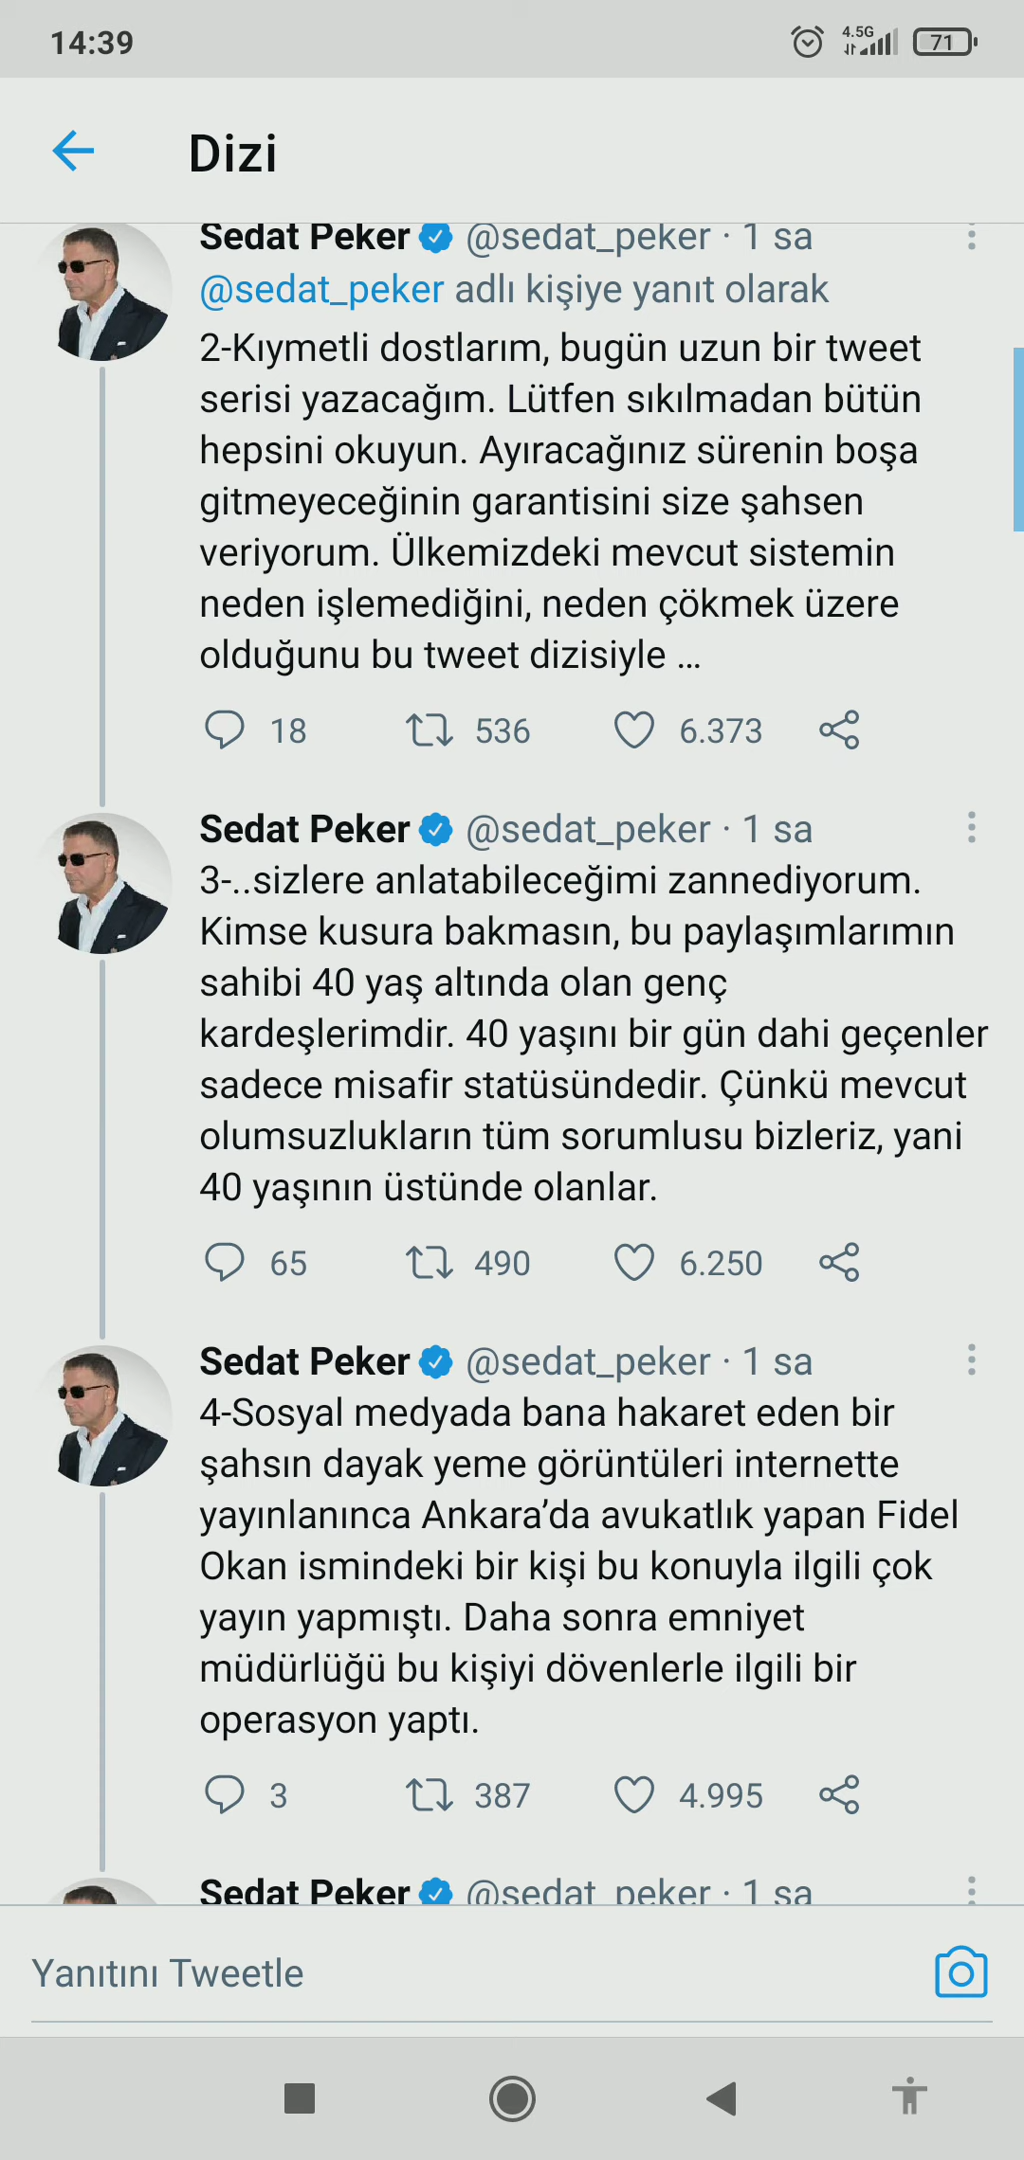 14:39
4.5G
71
Dizi
Sedat Peker @sedat_peker · 1 sa
@sedat_peker adlı kişiye yanıt olarak
2-Kıymetli dostlarım, bugün uzun bir tweet
serisi yazacağım. Lütfen sıkılmadan bütün
hepsini okuyun. Ayıracağınız sürenin boşa
gitmeyeceğinin garantisini size şahsen
veriyorum. Ülkemizdeki mevcut sistemin
neden işlemediğini, neden çökmek üzere
olduğunu bu tweet dizisiyle ...
18 536 6.373
Sedat Peker @sedat_peker · 1 sa
3-..sizlere anlatabileceğimi zannediyorum.
Kimse kusura bakmasın, bu paylaşımlarımın
sahibi 40 yaş altında olan genç
kardeşlerimdir. 40 yaşını bir gün dahi geçenler
sadece misafir statüsündedir. Çünkü mevcut
olumsuzlukların tüm sorumlusu bizleriz, yani
40 yaşının üstünde olanlar.
65 490 6.250
Sedat Peker @sedat_peker · 1 sa
4-Sosyal medyada bana hakaret eden bir
şahsın dayak yeme görüntüleri internette
yayınlanınca Ankara’da avukatlık yapan Fidel
Okan ismindeki bir kişi bu konuyla ilgili çok
yayın yapmıştı. Daha sonra emniyet
müdürlüğü bu kişiyi dövenlerle ilgili bir
operasyon yaptı.
3 387 4.995
Sedat Peker @sedat_peker · 1 sa
Yanıtını Tweetle